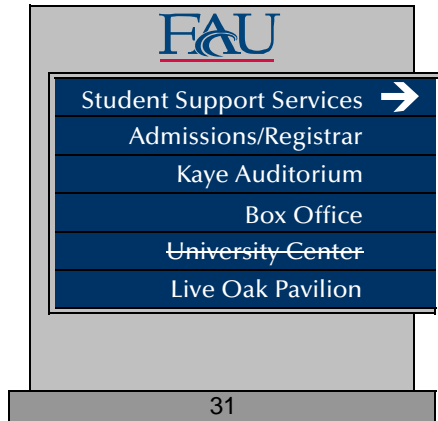 FAU
Student Support Services
Admissions/Registrar
Kaye Auditorium
Box Office
University Center
Live Oak Pavilion
31